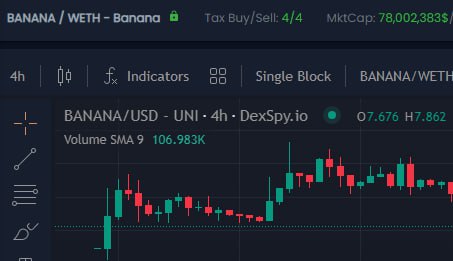 BANANA / WETH - Banana Tax Buy/Sell: 4/4 MktCap: 78,002,383$/
4h Indicators Single Block BANANA/WETH
BANANA/USD - UNI · 4h · DexSpy.io O7.676 H7.862
Volume SMA 9 106.983K